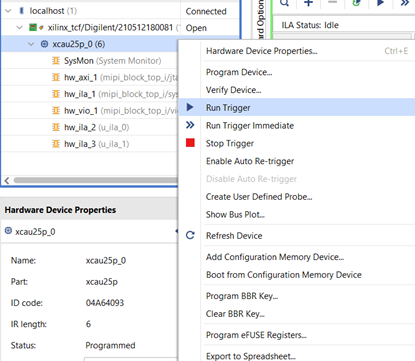 localhost (1)
Connected
xilinx_tcf/Digilent/210512180081 (1)
Open
xcau25p_0 (6)
SysMon (System Monitor)
hw_axi_1 (mipi_block_top_i/jta
hw_ila_1 (mipi_block_top_i/sys
hw_vio_1 (mipi_block_top_i/vi
hw_ila_2 (u_ila_0)
hw_ila_3 (u_ila_1)
Hardware Device Properties
xcau25p_0
Name: xcau25p_0
Part: xcau25p
ID code: 04A64093
IR length: 6
Status: Programmed
ard Option
ILA Status: Idle
Hardware Device Properties... Ctrl+E
Program Device...
Verify Device...
Run Trigger
Run Trigger Immediate
Stop Trigger
Enable Auto Re-trigger
Disable Auto Re-trigger
Create User Defined Probe...
Show Bus Plot...
Refresh Device
Add Configuration Memory Device...
Boot from Configuration Memory Device
Program BBR Key...
Clear BBR Key...
Program eFUSE Registers...
Export to Spreadsheet...